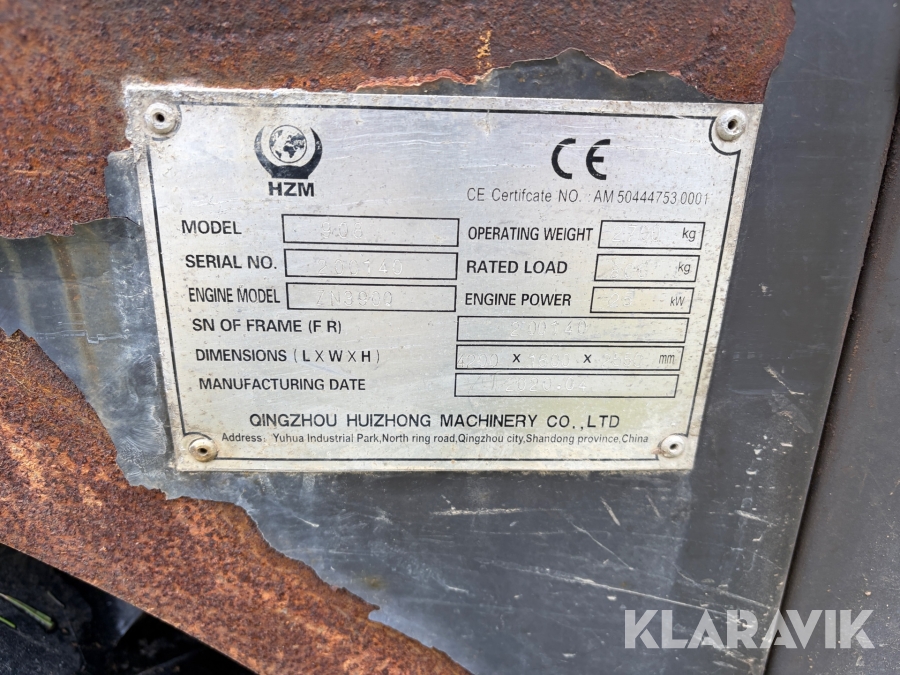 HZM
CE
CE Certifcate NO. AM 50444753 0001
MODEL
OPERATING WEIGHT kg
SERIAL NO. 200140
RATED LOAD kg
ENGINE MODEL
ENGINE POWER kW
SN OF FRAME (F R) 200140
DIMENSIONS (L X W X H) x x mm
MANUFACTURING DATE
QINGZHOU HUIZHONG MACHINERY CO.,LTD
Address: Yuhua Industrial Park,North ring road,Qingzhou city,Shandong province,China
KLARAVIK